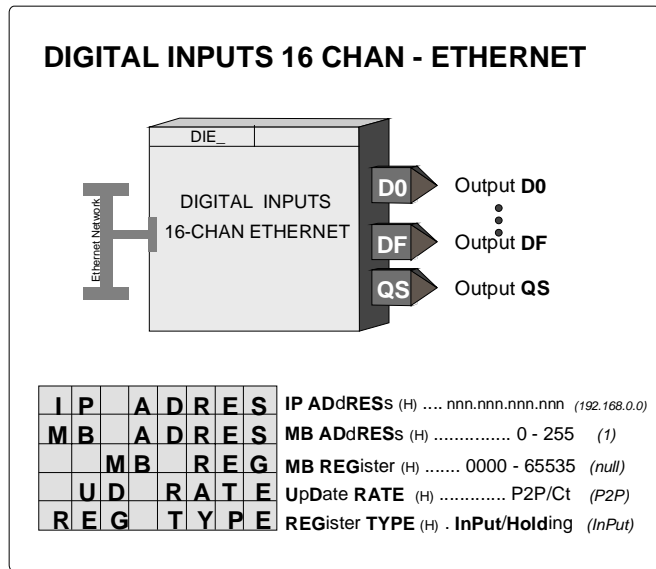 DIGITAL INPUTS 16 CHAN - ETHERNET
DIE_
DIGITAL INPUTS
16-CHAN ETHERNET
Ethernet Network
D0 Output D0
DF Output DF
QS Output QS
IP ADRES IP ADdRESs (H) .... nnn.nnn.nnn.nnn (192.168.0.0)
MB ADRES MB ADdRESs (H) ............... 0 - 255 (1)
MB REG MB REGister (H) ....... 0000 - 65535 (null)
UD RATE UpDate RATE (H) ............. P2P/Ct (P2P)
REG TYPE REGister TYPE (H) . InPut/Holding (InPut)